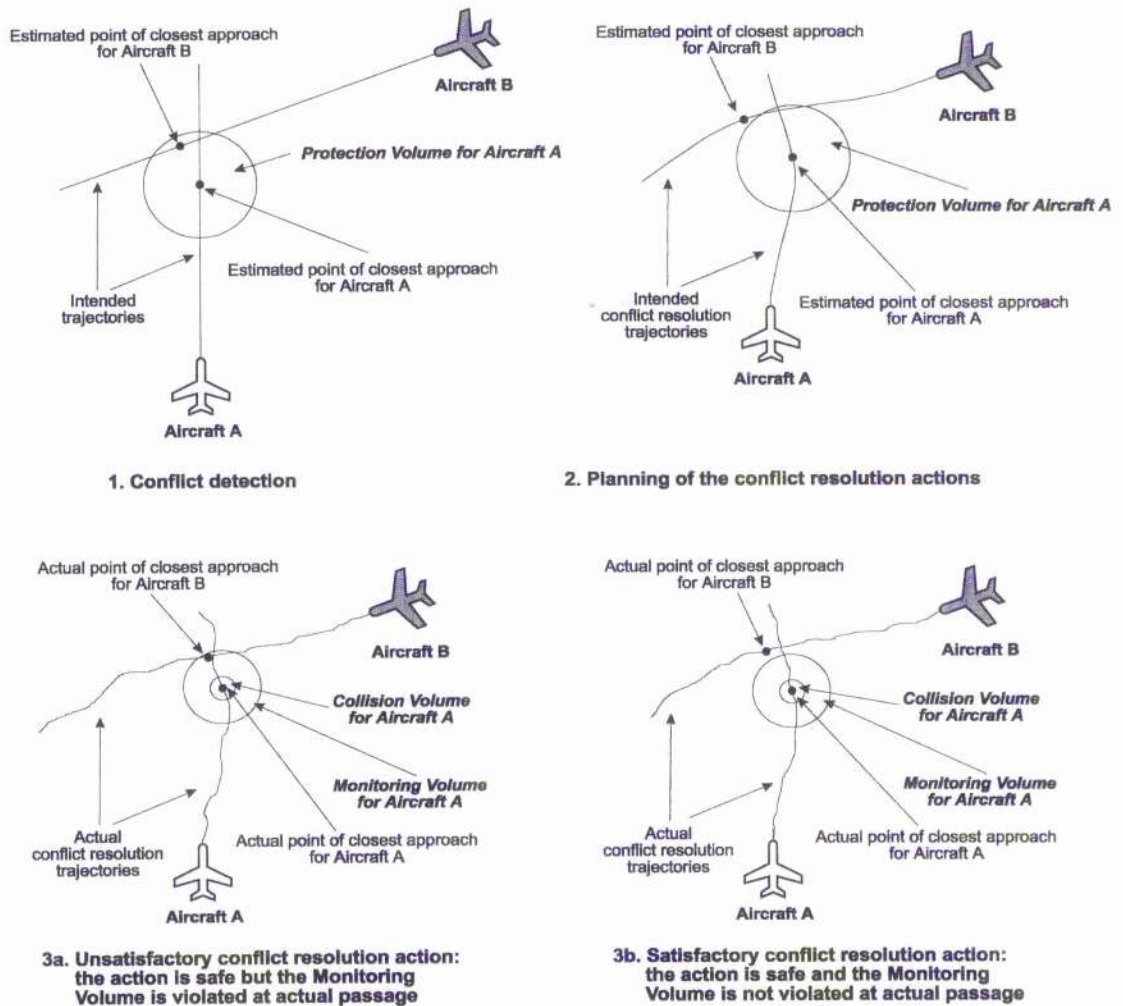 Estimated point of closest approach
for Aircraft B
Aircraft B
Protection Volume for Aircraft A
Estimated point of closest approach
for Aircraft A
Intended
trajectories
Aircraft A
1. Conflict detection
Estimated point of closest approach
for Aircraft B
Aircraft B
Protection Volume for Aircraft A
Intended
conflict resolution
trajectories
Estimated point of closest approach
for Aircraft A
Aircraft A
2. Planning of the conflict resolution actions
Actual point of closest approach
for Aircraft B
Aircraft B
Collision Volume
for Aircraft A
Monitoring Volume
for Aircraft A
Actual
conflict resolution
trajectories
Actual point of closest approach
for Aircraft A
Aircraft A
3a. Unsatisfactory conflict resolution action:
the action is safe but the Monitoring
Volume is violated at actual passage
Actual point of closest approach
for Aircraft B
Aircraft B
Collision Volume
for Aircraft A
Monitoring Volume
for Aircraft A
Actual
conflict resolution
trajectories
Actual point of closest approach
for Aircraft A
Aircraft A
3b. Satisfactory conflict resolution action:
the action is safe and the Monitoring
Volume is not violated at actual passage